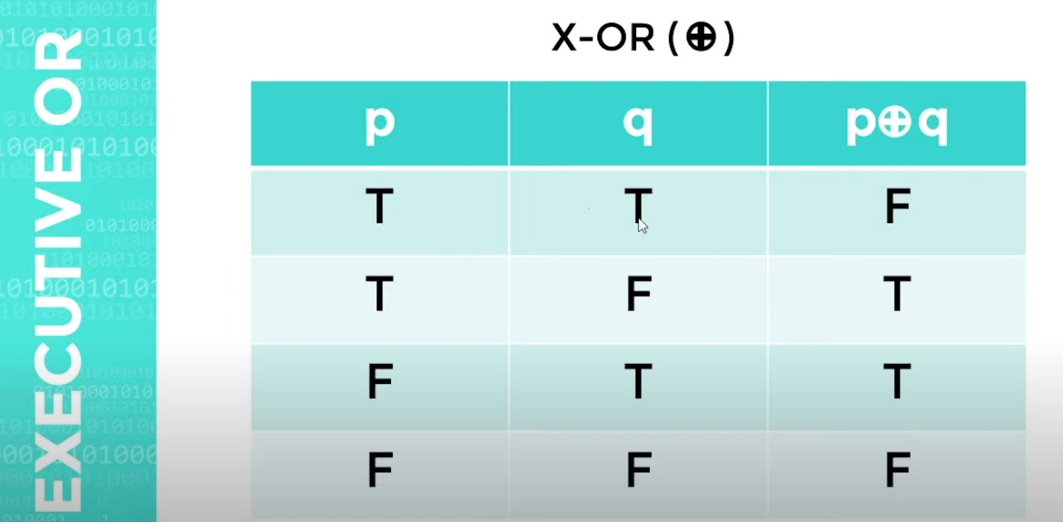 EXECUTIVE OR
X-OR (⊕)
p q p⊕q
T T F
T F T
F T T
F F F